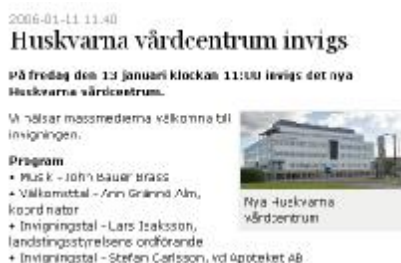 2006-01-11 11.40
Huskvarna vårdcentrum invigs
På fredag den 13 januari klockan 11:00 invigs det nya
Huskvarna vårdcentrum.
Vi hälsar massmedierna välkomna till
invigningen.
Program
• Musik - John Bauer Brass
• Välkomsttal - Ann Grännö Alm,
koordinator
• Invigningstal - Lars Isaksson,
landstingsstyrelsens ordförande
• Invigningstal - Stefan Carlsson, vd Apoteket AB
Nya Huskvarna
vårdcentrum